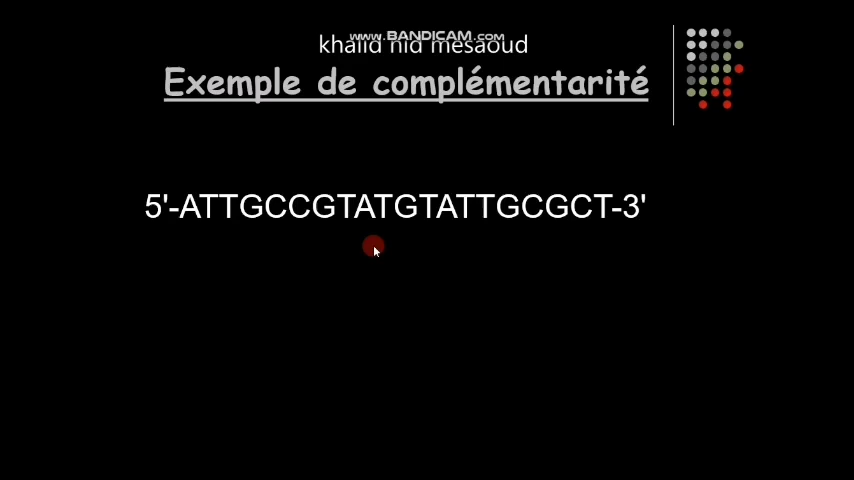 www.BANDICAM.com
khalid nid mesaoud
Exemple de complémentarité
5'-ATTGCCGTATGTATTGCGCT-3'